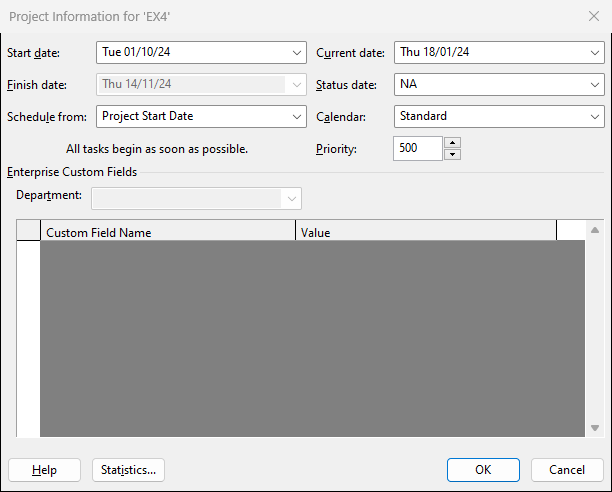 Project Information for 'EX4'
Start date: Tue 01/10/24 Current date: Thu 18/01/24
Finish date: Thu 14/11/24 Status date: NA
Schedule from: Project Start Date Calendar: Standard
All tasks begin as soon as possible. Priority: 500
Enterprise Custom Fields
Department:
Custom Field Name Value
Help Statistics... OK Cancel